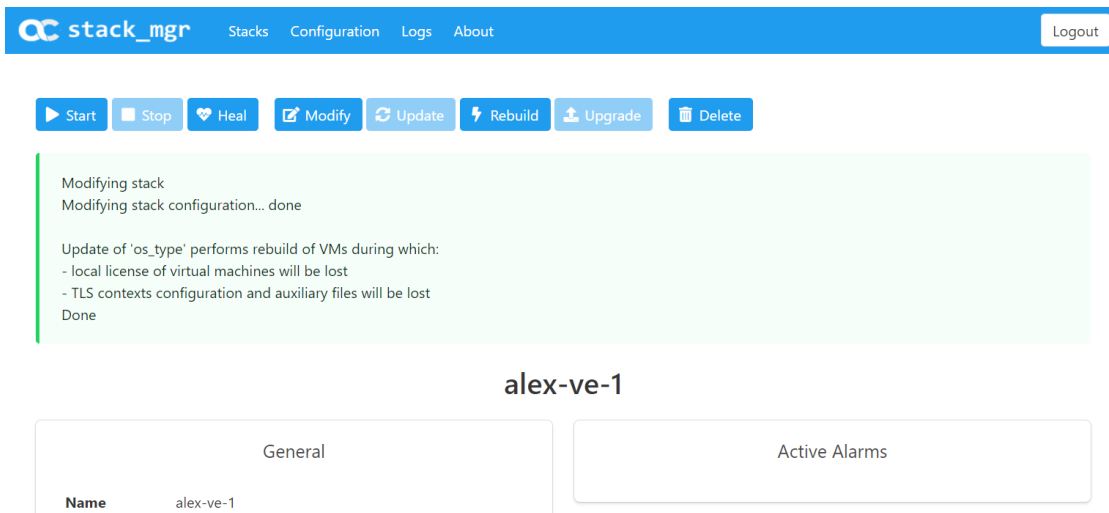 stack_mgr Stacks Configuration Logs About Logout
Start Stop Heal Modify Update Rebuild Upgrade Delete
Modifying stack
Modifying stack configuration... done
Update of 'os_type' performs rebuild of VMs during which:
- local license of virtual machines will be lost
- TLS contexts configuration and auxiliary files will be lost
Done
alex-ve-1
General
Name alex-ve-1
Active Alarms